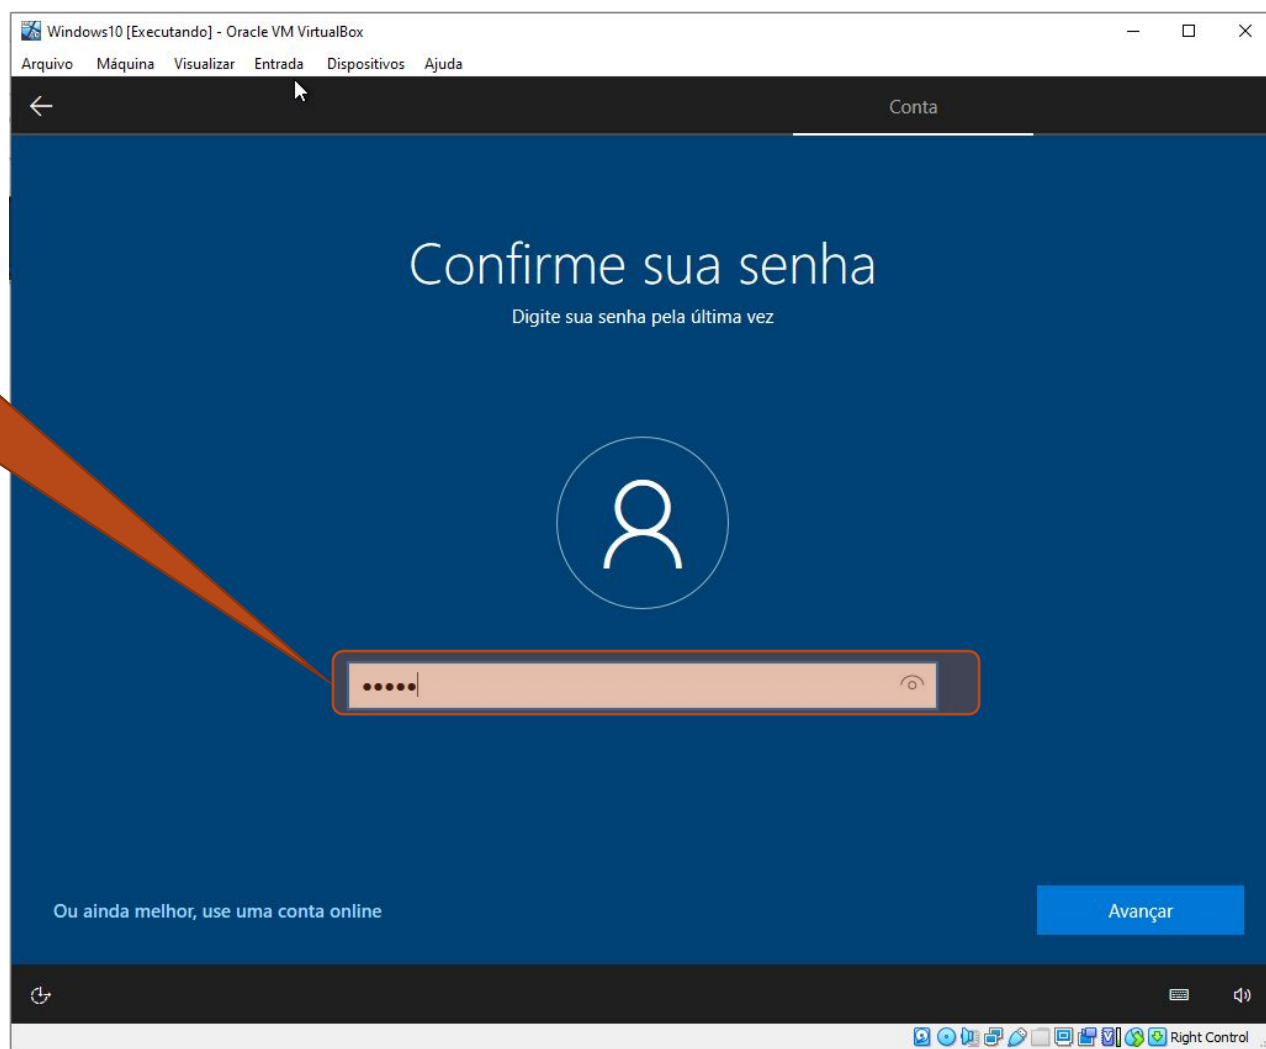 Windows10 [Executando] - Oracle VM VirtualBox
Arquivo Máquina Visualizar Entrada Dispositivos Ajuda
Conta
Confirme sua senha
Digite sua senha pela última vez
•••••
Ou ainda melhor, use uma conta online
Avançar
Right Control